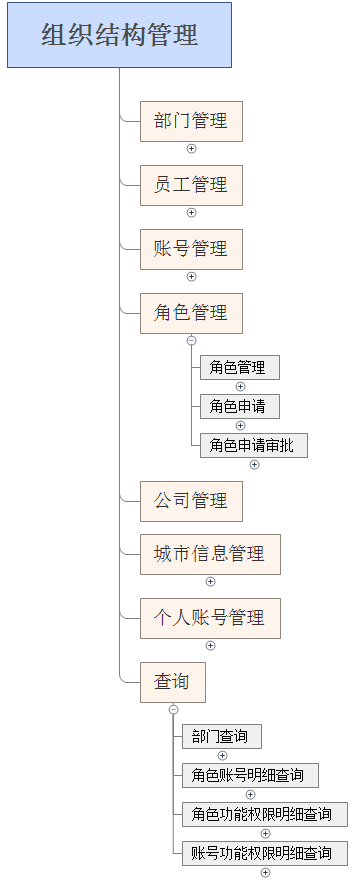 组织结构管理
部门管理
员工管理
账号管理
角色管理
角色管理
角色申请
角色申请审批
公司管理
城市信息管理
个人账号管理
查询
部门查询
角色账号明细查询
角色功能权限明细查询
账号功能权限明细查询